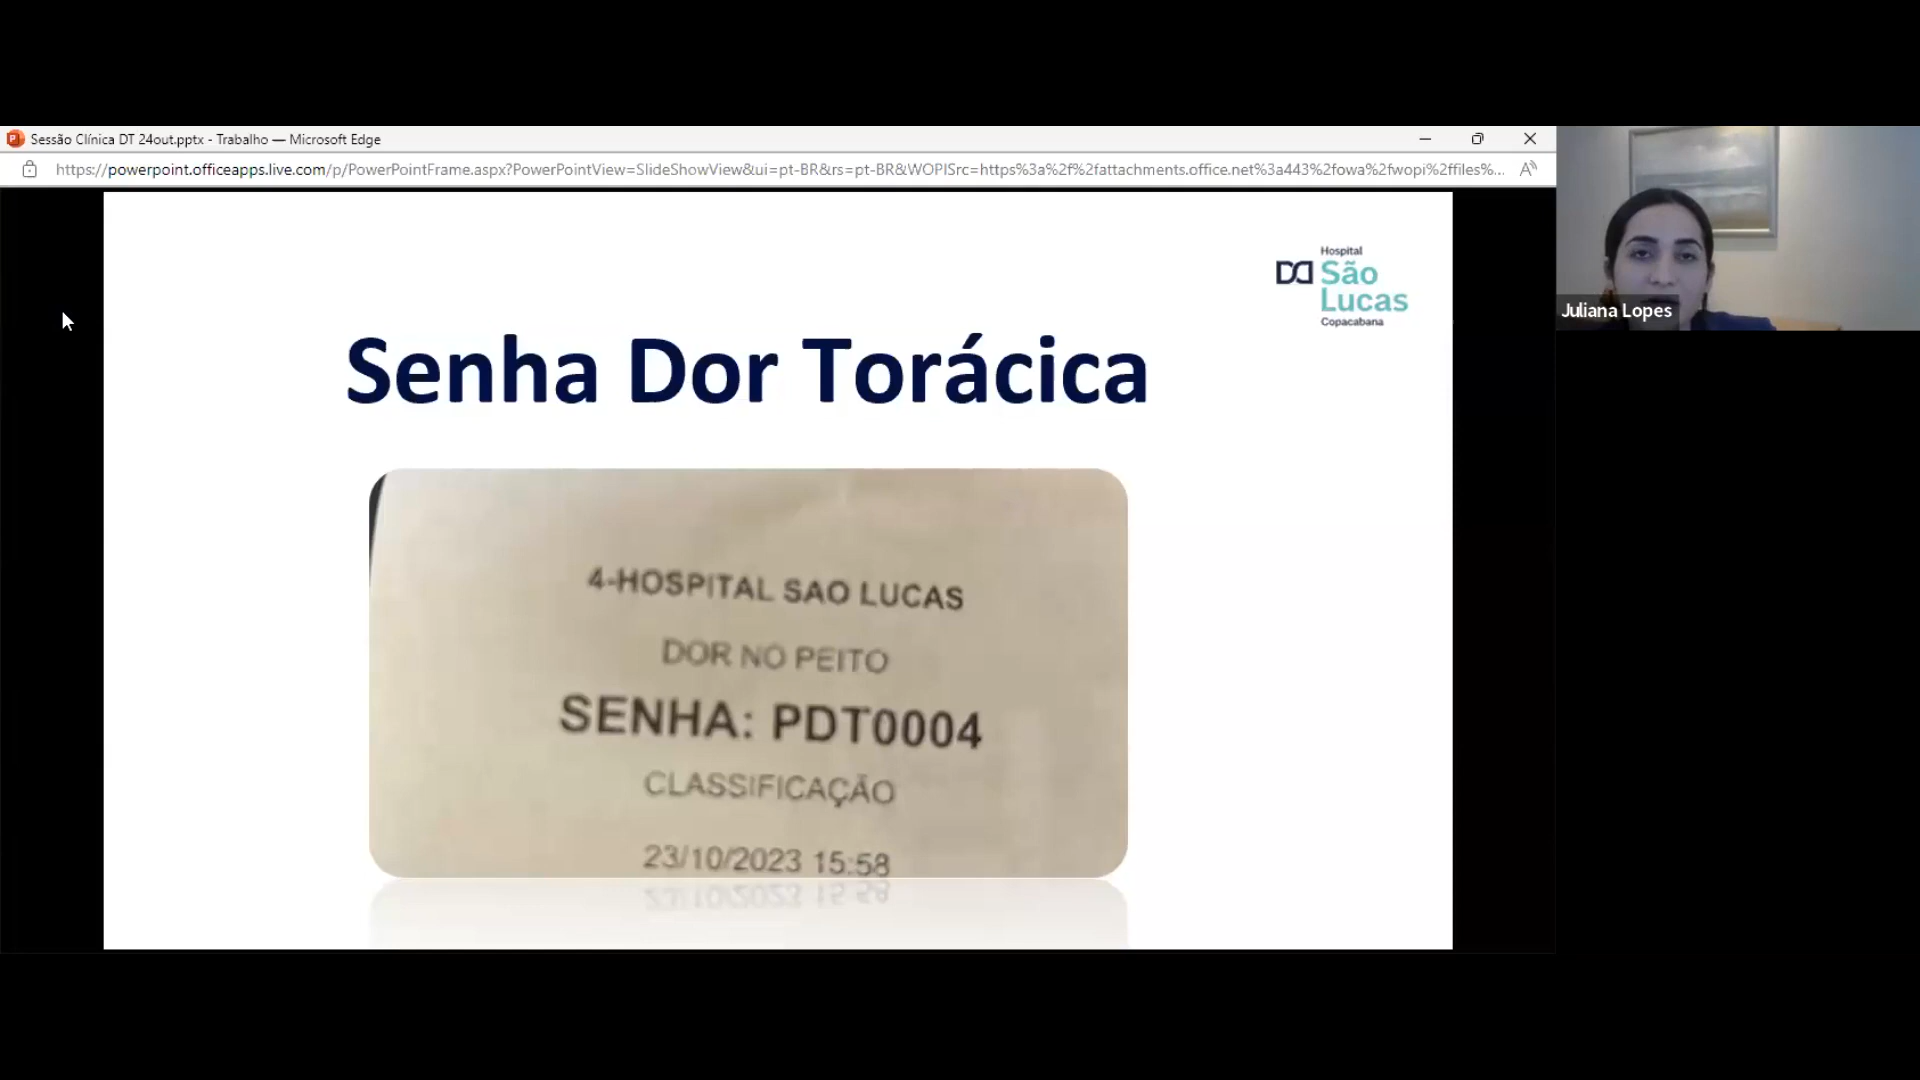 Sessão Clínica DT 24out.pptx - Trabalho — Microsoft Edge
https://powerpoint.officeapps.live.com/p/PowerPointFrame.aspx?PowerPointView=SlideShowView&ui=pt-BR&rs=pt-BR&WOPISrc=https%3a%2f%2fattachments.office.net%3a443%2fowa%2fwopi%2ffiles%...
Hospital
São
Lucas
Copacabana
Juliana Lopes
Senha Dor Torácica
4-HOSPITAL SAO LUCAS
DOR NO PEITO
SENHA: PDT0004
CLASSIFICAÇÃO
23/10/2023 15:58